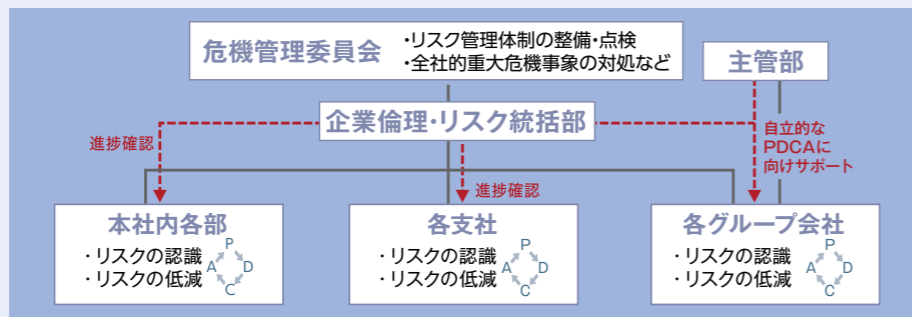 危機管理委員会
・リスク管理体制の整備・点検
・全社的重大危機事象の対処など
主管部
企業倫理・リスク統括部
進捗確認
進捗確認
自立的な
PDCAに
向けサポート
本社内各部
・リスクの認識
・リスクの低減
P
A
D
C
各支社
・リスクの認識
・リスクの低減
P
A
D
C
各グループ会社
・リスクの認識
・リスクの低減
P
A
D
C